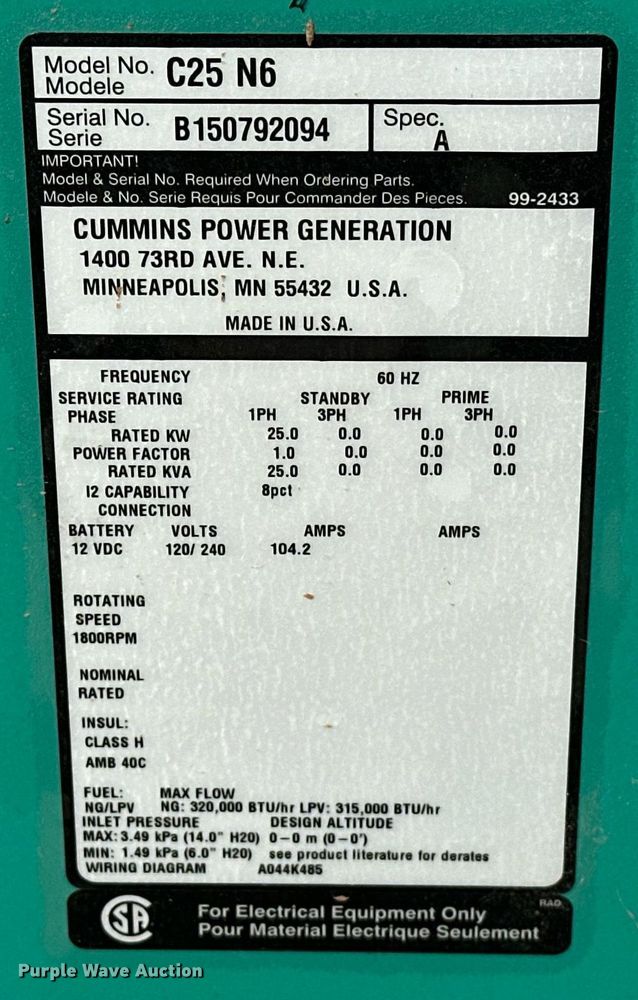 Model No. C25 N6
Modele
Serial No. B150792094 Spec.
Serie A
IMPORTANT!
Model & Serial No. Required When Ordering Parts.
Modele & No. Serie Requis Pour Commander Des Pieces. 99-2433
CUMMINS POWER GENERATION
1400 73RD AVE. N.E.
MINNEAPOLIS, MN 55432 U.S.A.
MADE IN U.S.A.
FREQUENCY 60 HZ
SERVICE RATING STANDBY PRIME
PHASE 1PH 3PH 1PH 3PH
RATED KW 25.0 0.0 0.0 0.0
POWER FACTOR 1.0 0.0 0.0 0.0
RATED KVA 25.0 0.0 0.0 0.0
I2 CAPABILITY 8pct
CONNECTION
BATTERY VOLTS AMPS AMPS
12 VDC 120/ 240 104.2
ROTATING
SPEED
1800RPM
NOMINAL
RATED
INSUL:
CLASS H
AMB 40C
FUEL: MAX FLOW
NG/LPV NG: 320,000 BTU/hr LPV: 315,000 BTU/hr
INLET PRESSURE DESIGN ALTITUDE
MAX: 3.49 kPa (14.0" H20) 0-0 m (0-0')
MIN: 1.49 kPa (6.0" H20) see product literature for derates
WIRING DIAGRAM A044K485
RAD
SA For Electrical Equipment Only
Pour Material Electrique Seulement
Purple Wave Auction